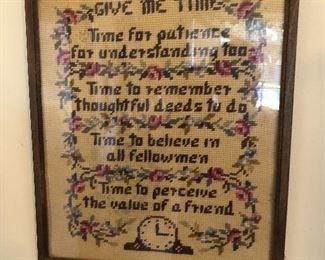 GIVE ME TIME
Time for patience
for understanding too
Time to remember
thoughtful deeds to do
Time to believe in
all fellowmen
Time to perceive
the value of a friend